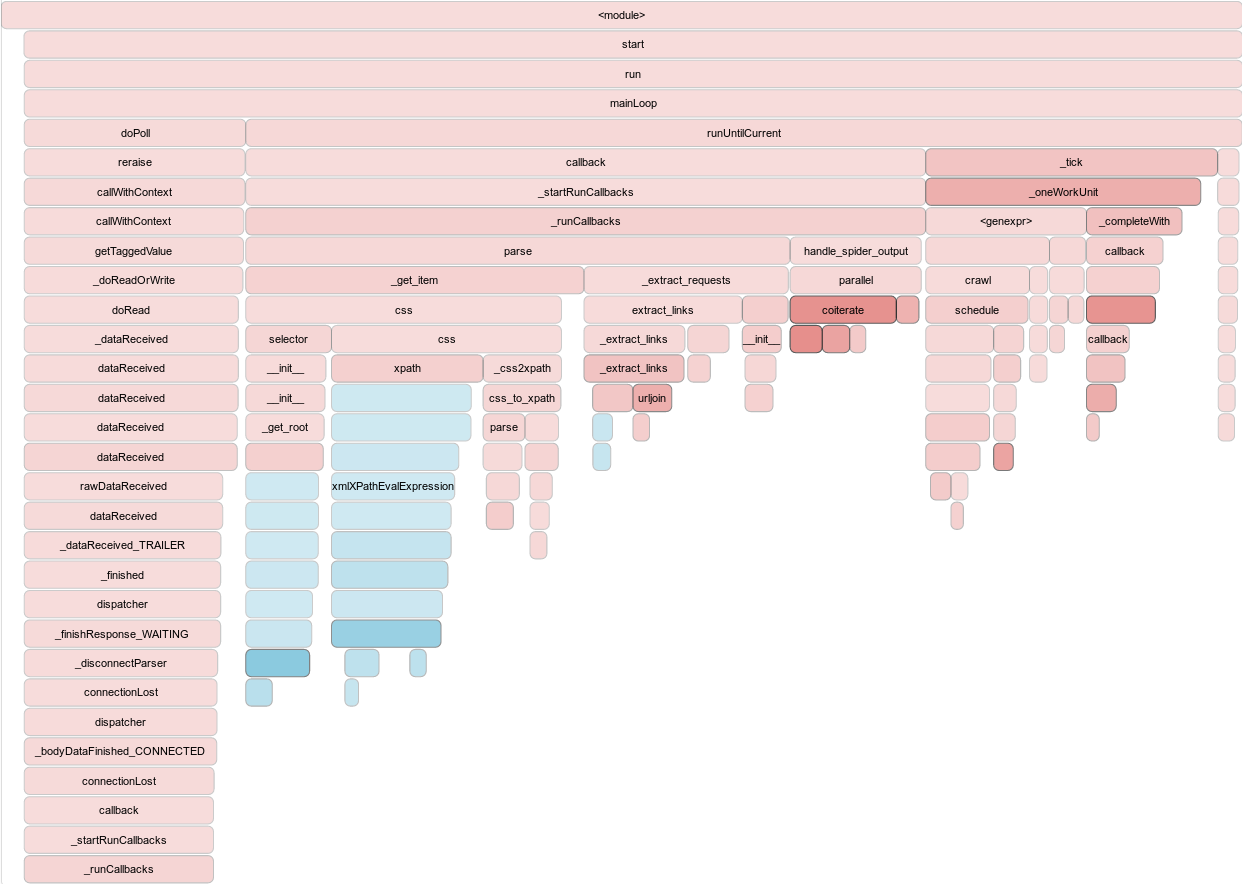 <module>
start
run
mainLoop
doPoll runUntilCurrent
reraise callback _tick
callWithContext _startRunCallbacks _oneWorkUnit
callWithContext _runCallbacks <genexpr> _completeWith
getTaggedValue parse handle_spider_output callback
_doReadOrWrite _get_item _extract_requests parallel crawl
doRead css extract_links coiterate schedule
_dataReceived selector css _extract_links __init__ callback
dataReceived __init__ xpath _css2xpath _extract_links
dataReceived __init__ css_to_xpath urljoin
dataReceived _get_root parse
dataReceived
rawDataReceived xmlXPathEvalExpression
dataReceived
_dataReceived_TRAILER
_finished
dispatcher
_finishResponse_WAITING
_disconnectParser
connectionLost
dispatcher
_bodyDataFinished_CONNECTED
connectionLost
callback
_startRunCallbacks
_runCallbacks